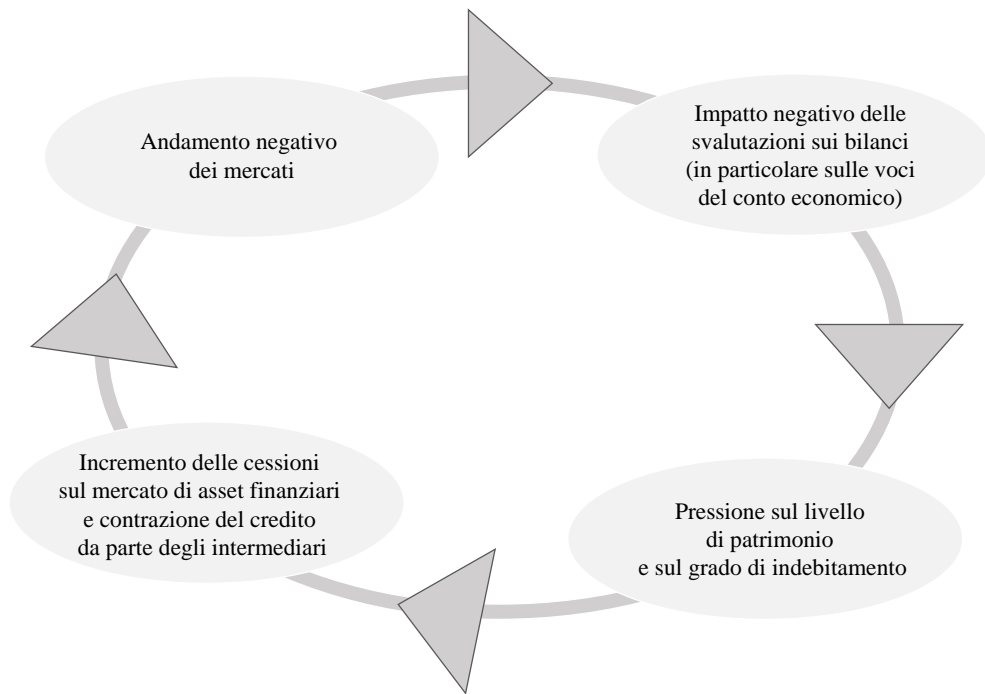 Andamento negativo
dei mercati
Impatto negativo delle
svalutazioni sui bilanci
(in particolare sulle voci
del conto economico)
Pressione sul livello
di patrimonio
e sul grado di indebitamento
Incremento delle cessioni
sul mercato di asset finanziari
e contrazione del credito
da parte degli intermediari